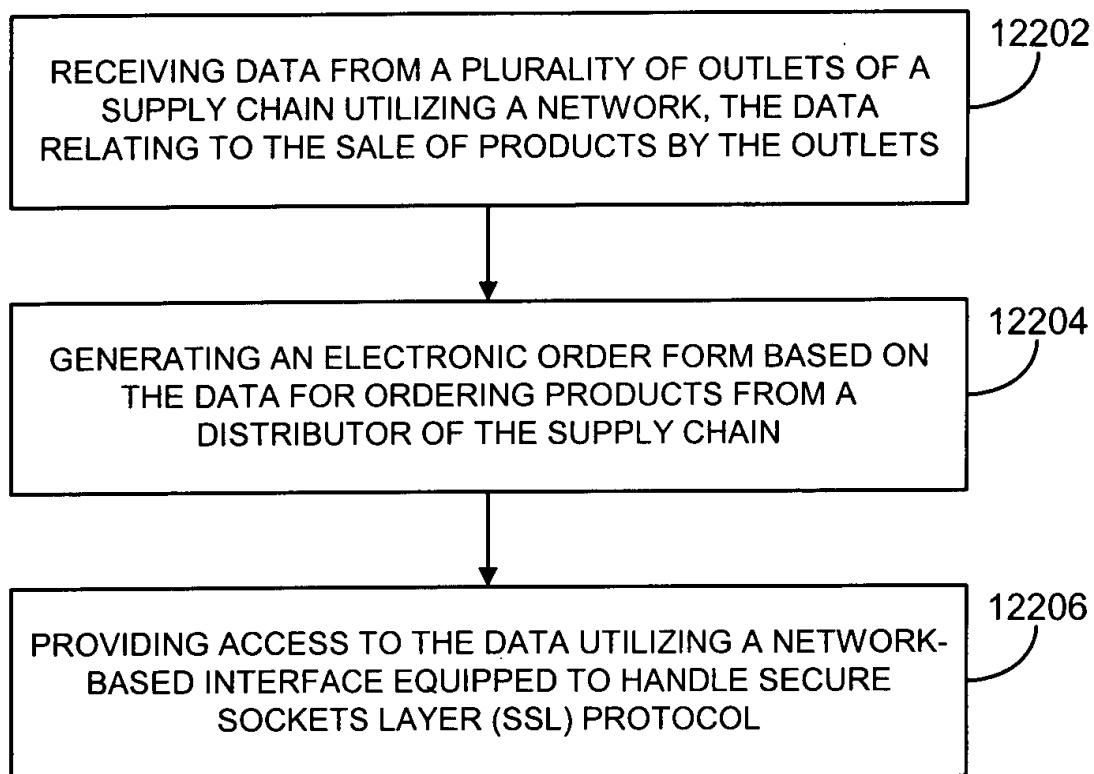 12202
RECEIVING DATA FROM A PLURALITY OF OUTLETS OF A
SUPPLY CHAIN UTILIZING A NETWORK, THE DATA
RELATING TO THE SALE OF PRODUCTS BY THE OUTLETS
12204
GENERATING AN ELECTRONIC ORDER FORM BASED ON
THE DATA FOR ORDERING PRODUCTS FROM A
DISTRIBUTOR OF THE SUPPLY CHAIN
12206
PROVIDING ACCESS TO THE DATA UTILIZING A NETWORK-
BASED INTERFACE EQUIPPED TO HANDLE SECURE
SOCKETS LAYER (SSL) PROTOCOL